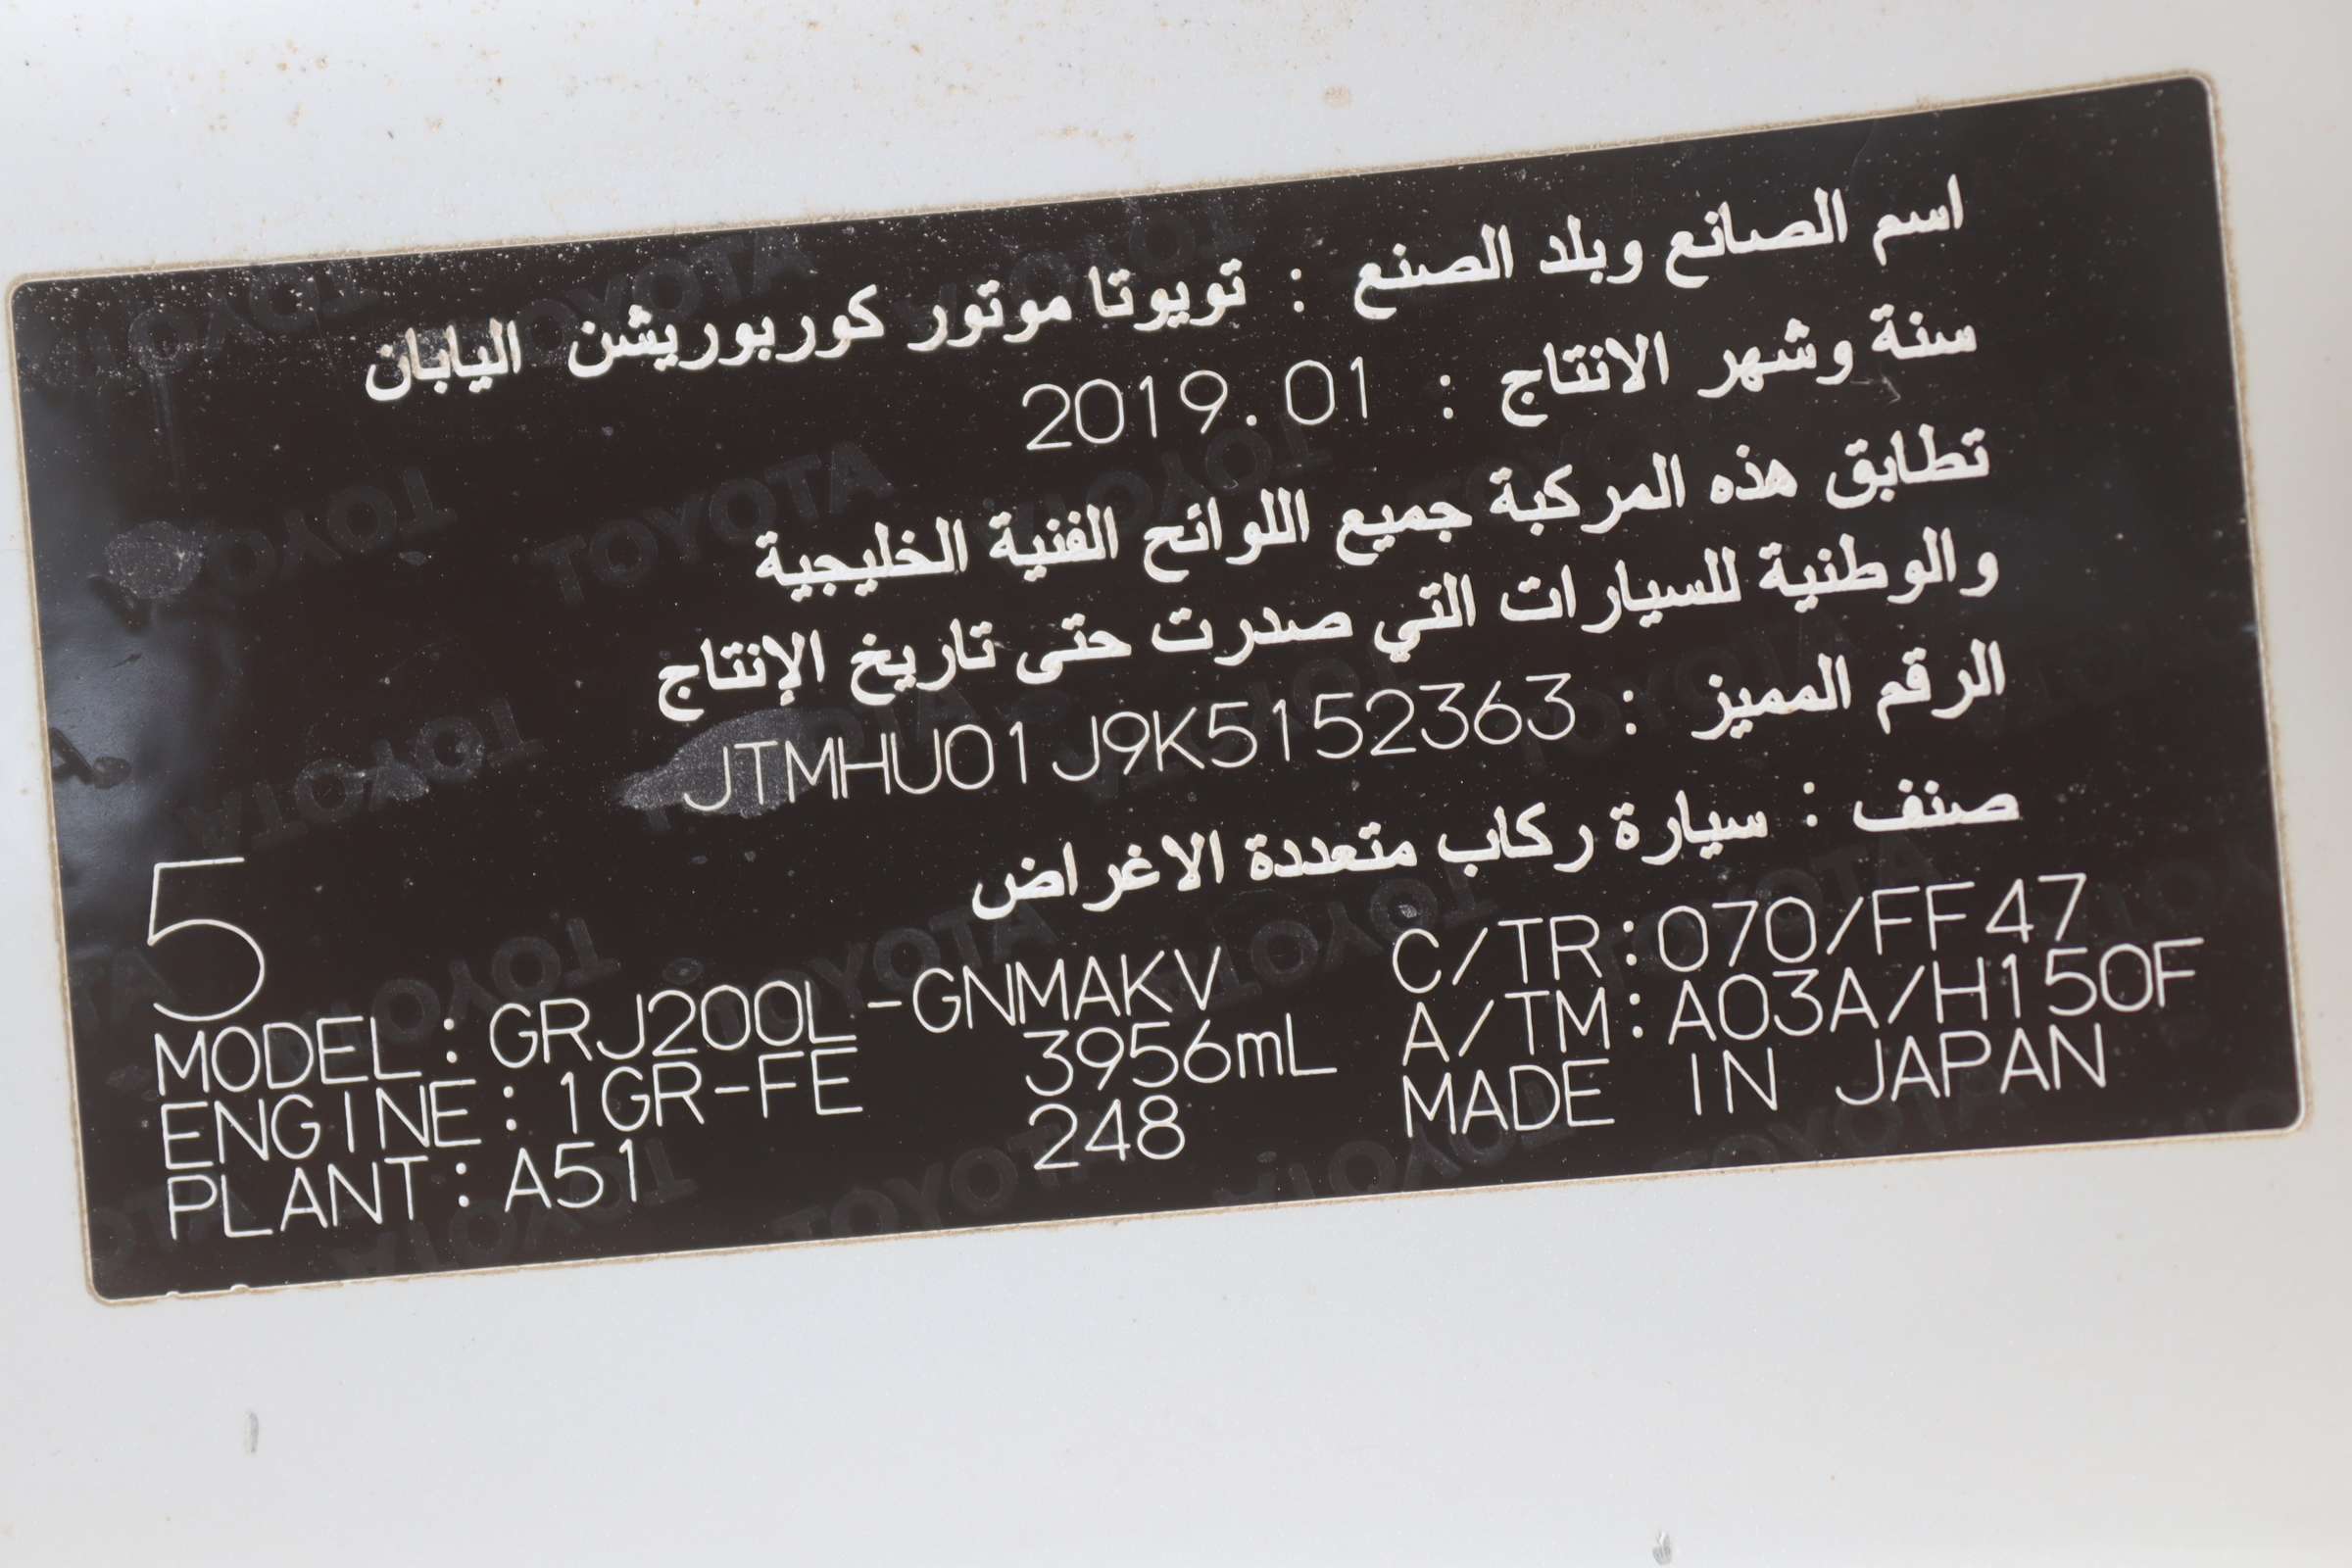 اسم الصانع وبلد الصنع : تويوتا موتور كوربوريشن اليابان
سنة وشهر الانتاج : 2019.01
تطابق هذه المركبة جميع اللوائح الفنية الخليجية
والوطنية للسيارات التي صدرت حتى تاريخ الإنتاج
الرقم المميز : JTMHU01J9K5152363
صنف : سيارة ركاب متعددة الاغراض
5
MODEL:GRJ200L-GNMAKV C/TR:070/FF47
ENGINE:1GR-FE 3956mL A/TM:A03A/H150F
PLANT:A51 248 MADE IN JAPAN